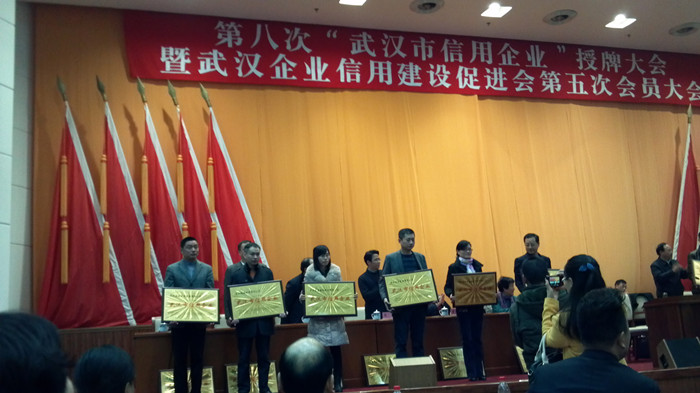 第八次“武汉市信用企业”授牌大会
暨武汉企业信用建设促进会第五次会员大会